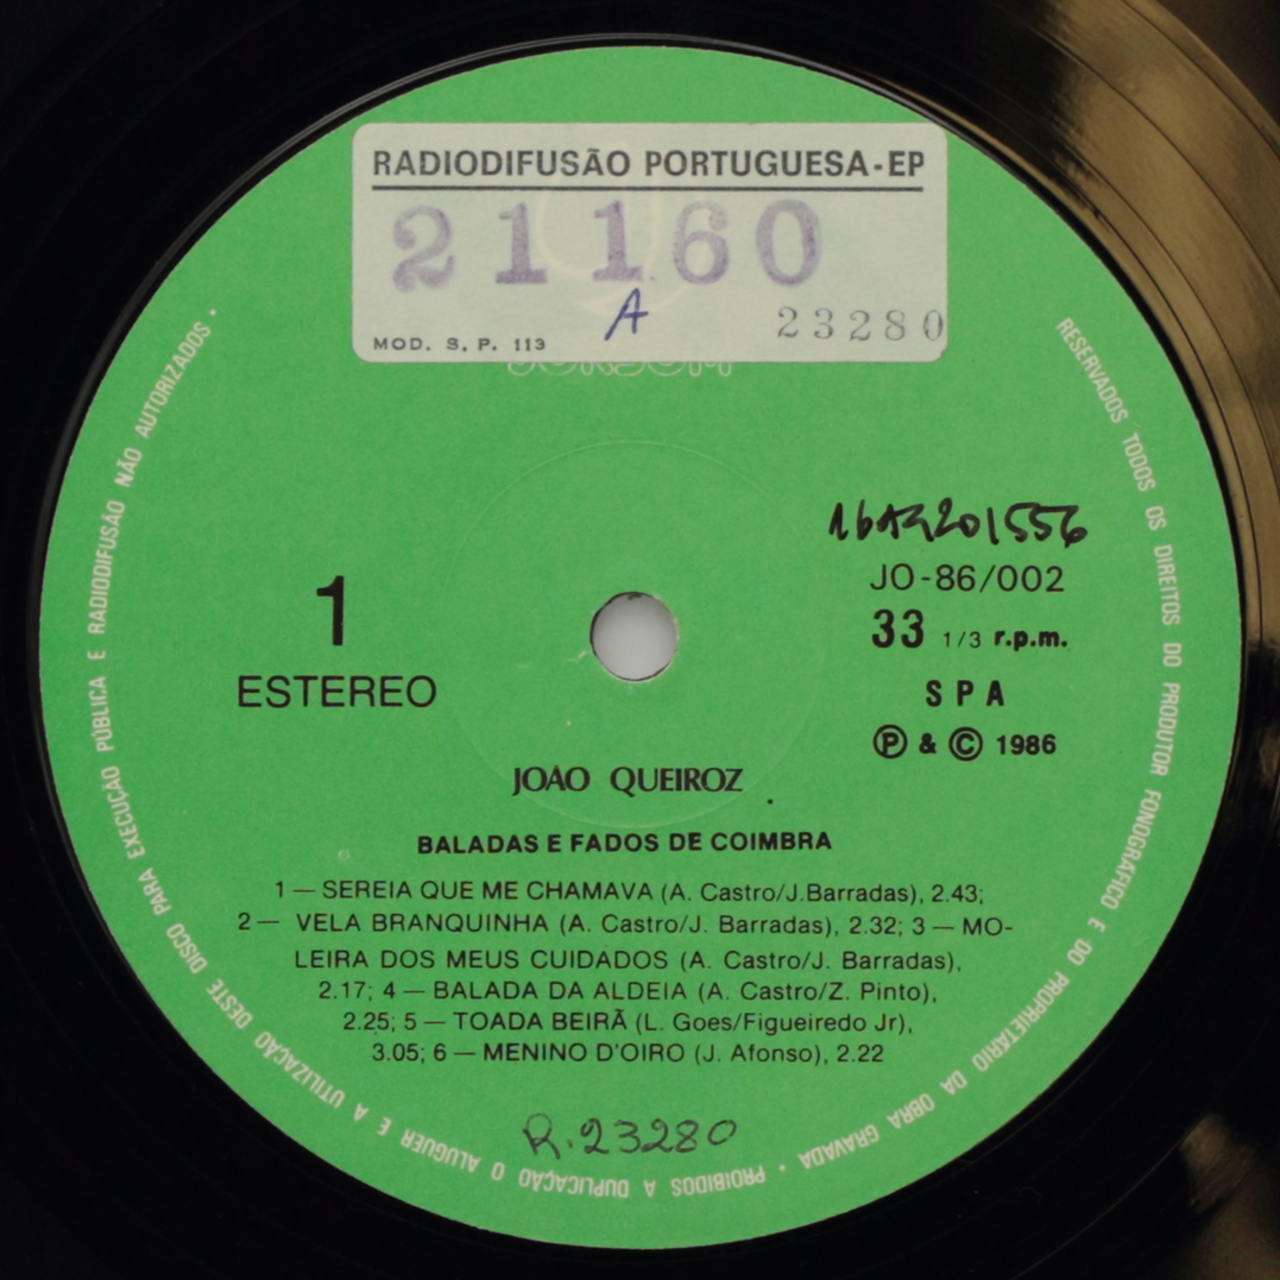 RADIODIFUSÃO PORTUGUESA-EP
21160
A
23280
MOD. S. P. 113
JO-86/002
33 1/3 r.p.m.
SPA
Ⓟ & © 1986
1
ESTEREO
JOÃO QUEIROZ
BALADAS E FADOS DE COIMBRA
1 — SEREIA QUE ME CHAMAVA (A. Castro/J.Barradas), 2.43;
2 — VELA BRANQUINHA (A. Castro/J. Barradas), 2.32; 3 — MO-
LEIRA DOS MEUS CUIDADOS (A. Castro/J. Barradas),
2.17; 4 — BALADA DA ALDEIA (A. Castro/Z. Pinto),
2.25; 5 — TOADA BEIRÃ (L. Goes/Figueiredo Jr),
3.05; 6 — MENINO D'OIRO (J. Afonso), 2.22
R.23280
RESERVADOS TODOS OS DIREITOS DO PRODUTOR FONOGRÁFICO E DO PROPRIETÁRIO DA OBRA GRAVADA • PROIBIDOS A DUPLICAÇÃO O ALUGUER E A UTILIZAÇÃO DESTE DISCO PARA EXECUÇÃO PÚBLICA E RADIODIFUSÃO NÃO AUTORIZADOS •